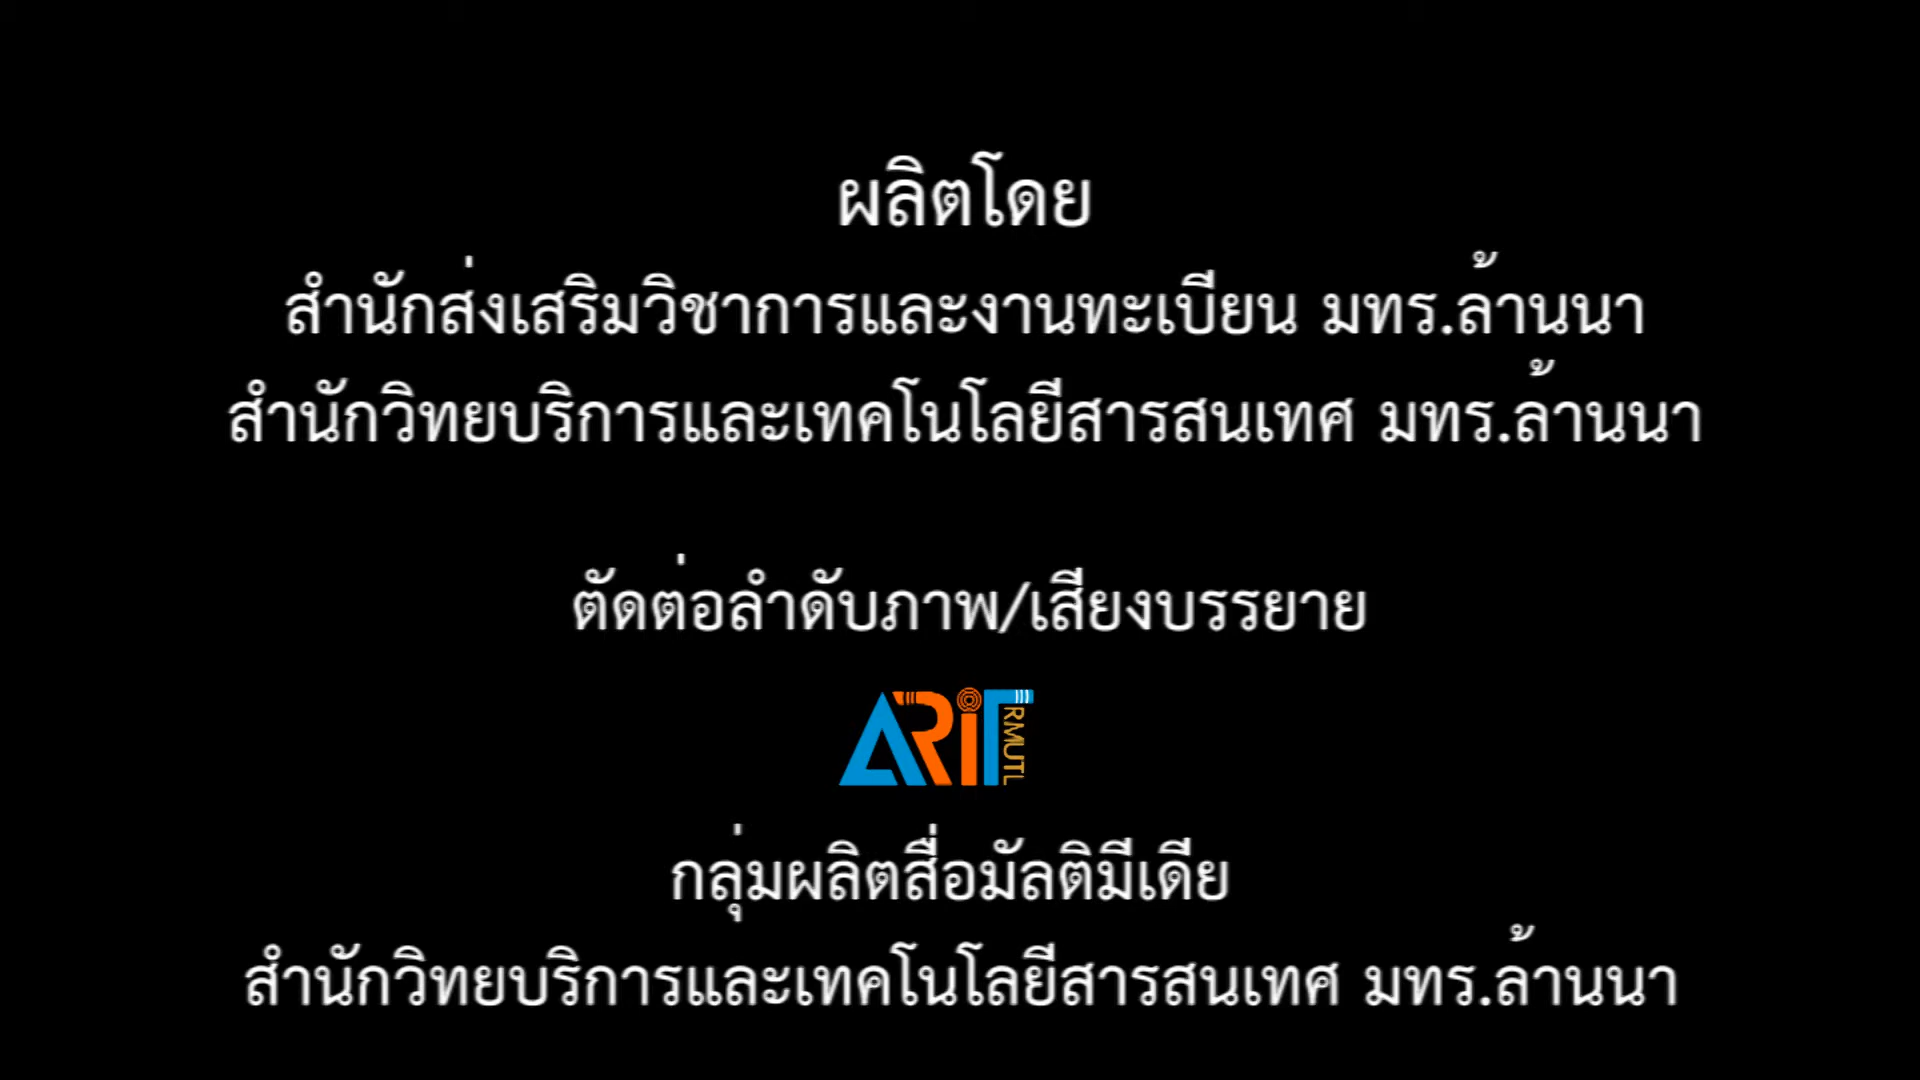 ผลิตโดย
สำนักส่งเสริมวิชาการและงานทะเบียน มทร.ล้านนา
สำนักวิทยบริการและเทคโนโลยีสารสนเทศ มทร.ล้านนา
ตัดต่อลำดับภาพ/เสียงบรรยาย
ARiT RMUTL
กลุ่มผลิตสื่อมัลติมีเดีย
สำนักวิทยบริการและเทคโนโลยีสารสนเทศ มทร.ล้านนา